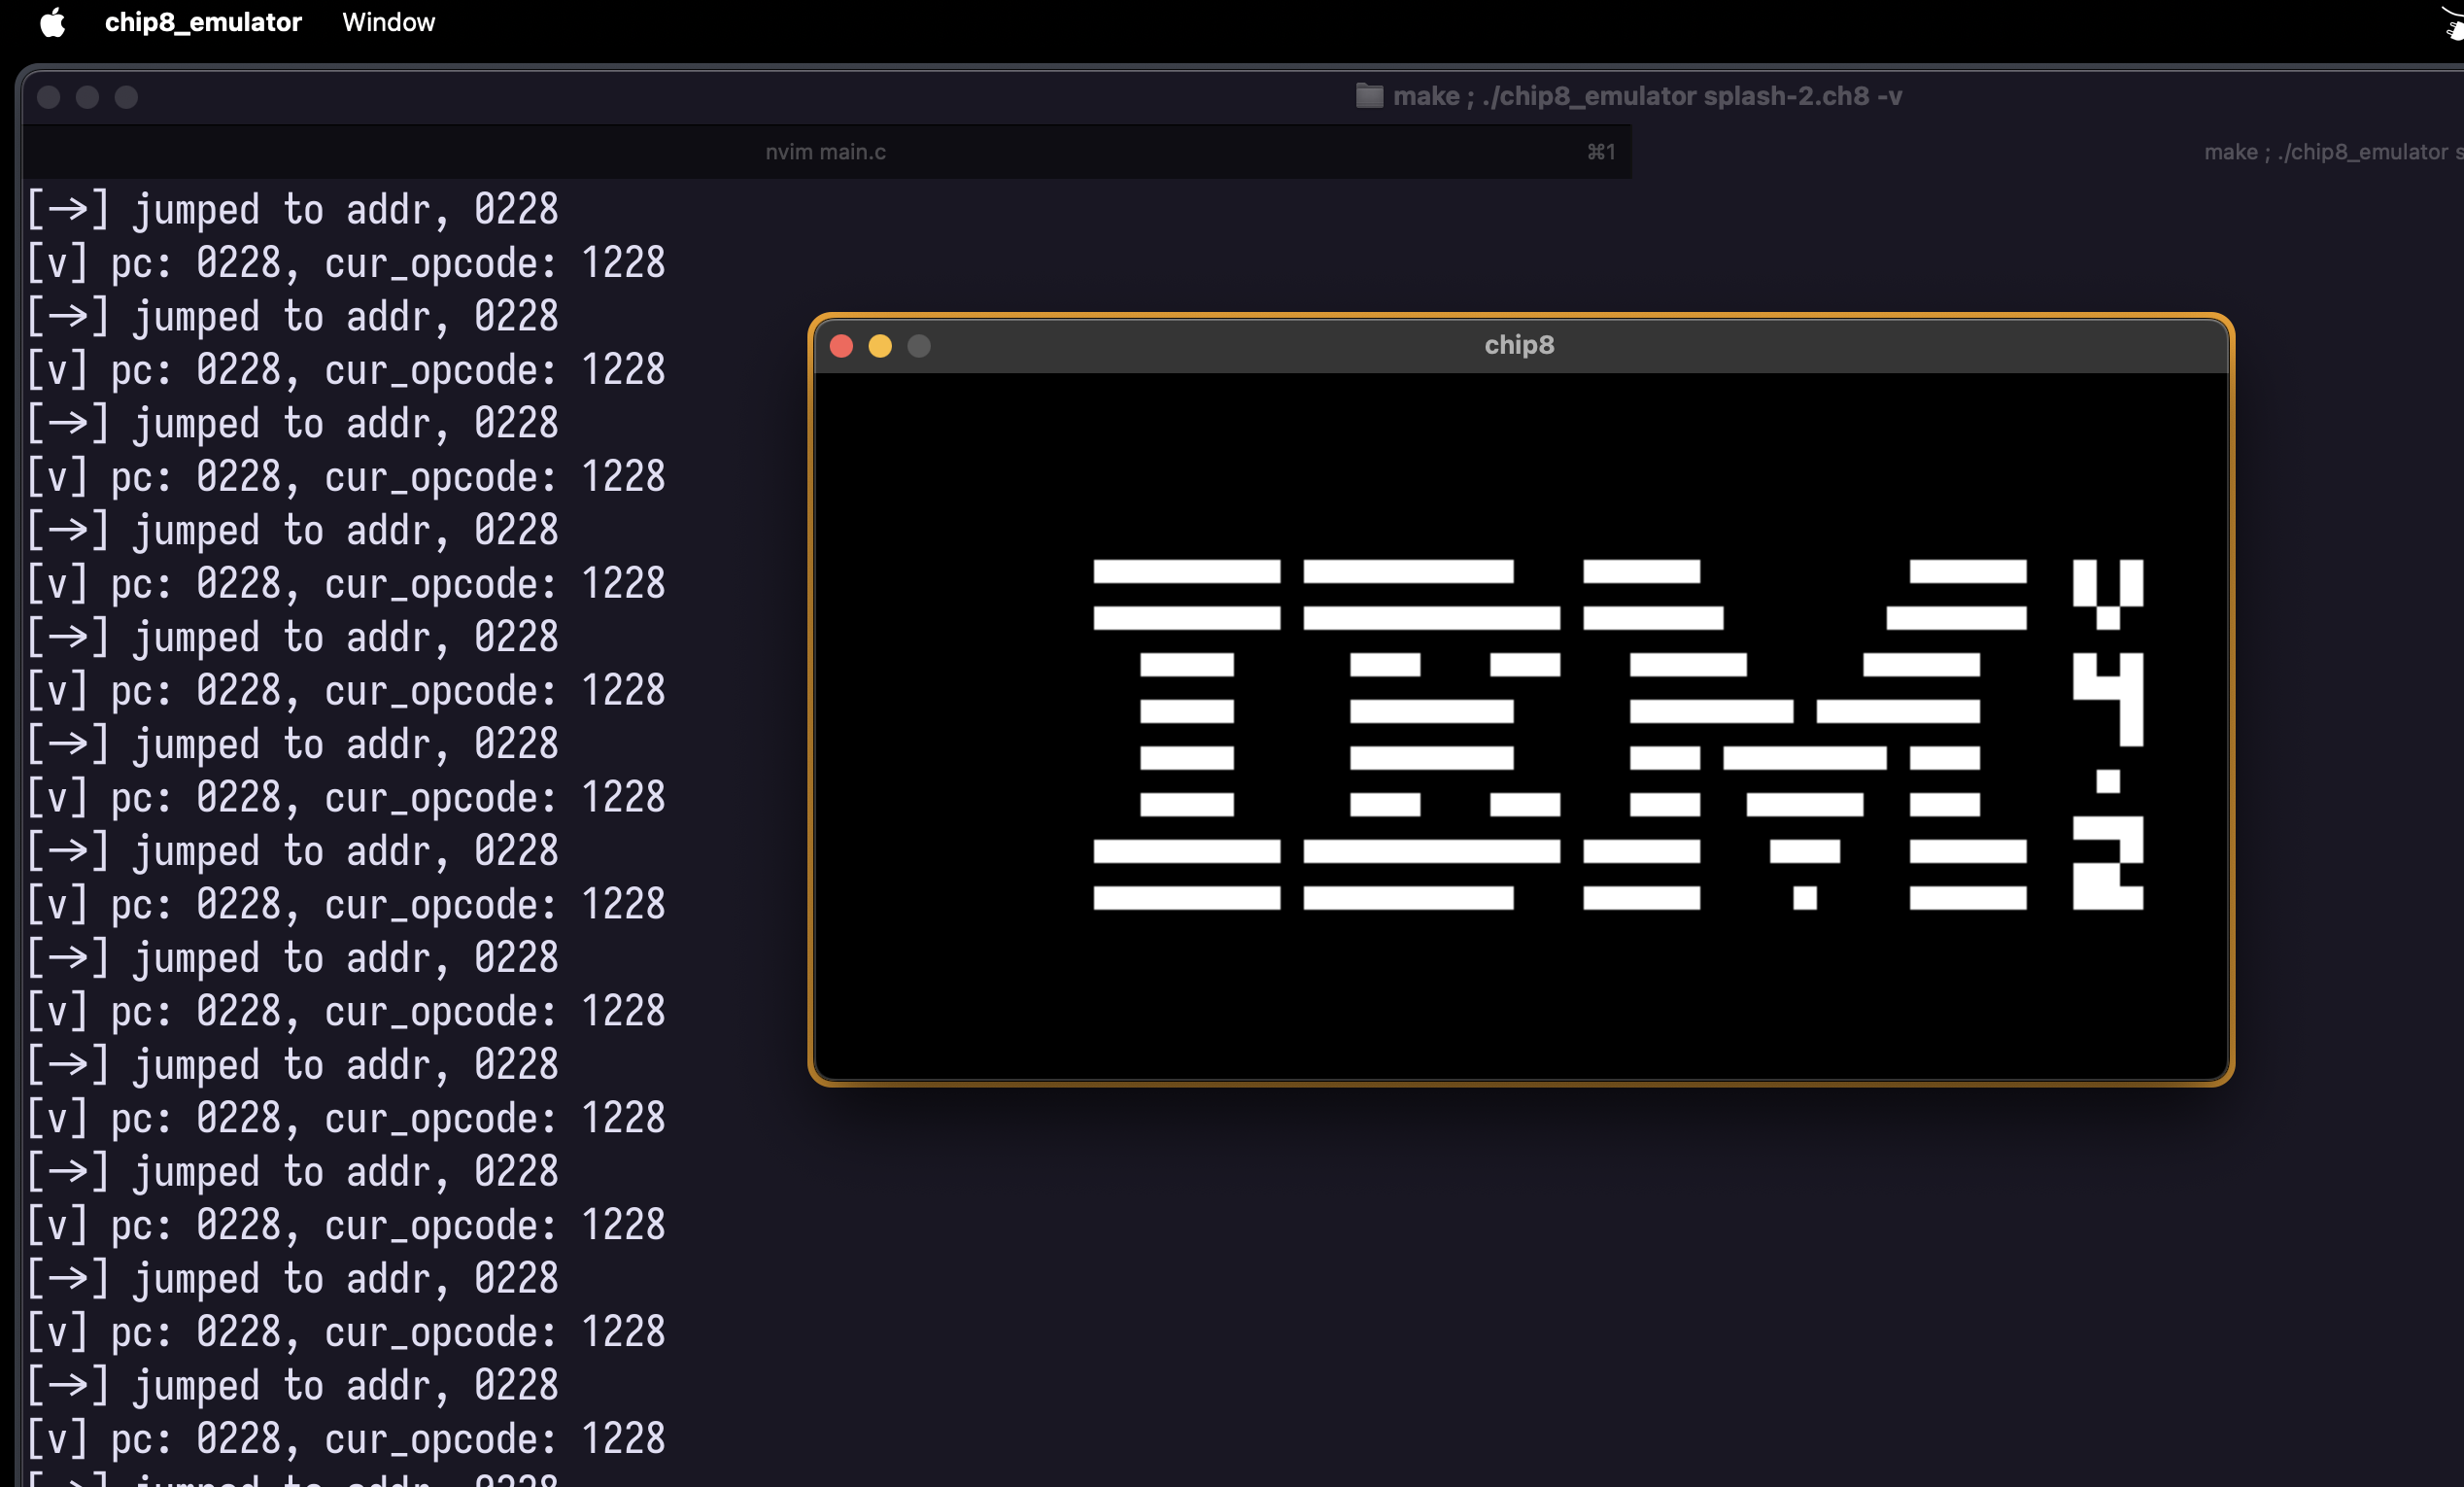 chip8_emulator Window
make ; ./chip8_emulator splash-2.ch8 -v
nvim main.c ⌘1 make ; ./chip8_emulator
[->] jumped to addr, 0228
[v] pc: 0228, cur_opcode: 1228
[->] jumped to addr, 0228
[v] pc: 0228, cur_opcode: 1228
[->] jumped to addr, 0228
[v] pc: 0228, cur_opcode: 1228
[->] jumped to addr, 0228
[v] pc: 0228, cur_opcode: 1228
[->] jumped to addr, 0228
[v] pc: 0228, cur_opcode: 1228
[->] jumped to addr, 0228
[v] pc: 0228, cur_opcode: 1228
[->] jumped to addr, 0228
[v] pc: 0228, cur_opcode: 1228
[->] jumped to addr, 0228
[v] pc: 0228, cur_opcode: 1228
[->] jumped to addr, 0228
[v] pc: 0228, cur_opcode: 1228
[->] jumped to addr, 0228
[v] pc: 0228, cur_opcode: 1228
[->] jumped to addr, 0228
[v] pc: 0228, cur_opcode: 1228
[->] jumped to addr, 0228
[v] pc: 0228, cur_opcode: 1228
[->] jumped to addr, 0228
chip8
IBM
V4.2